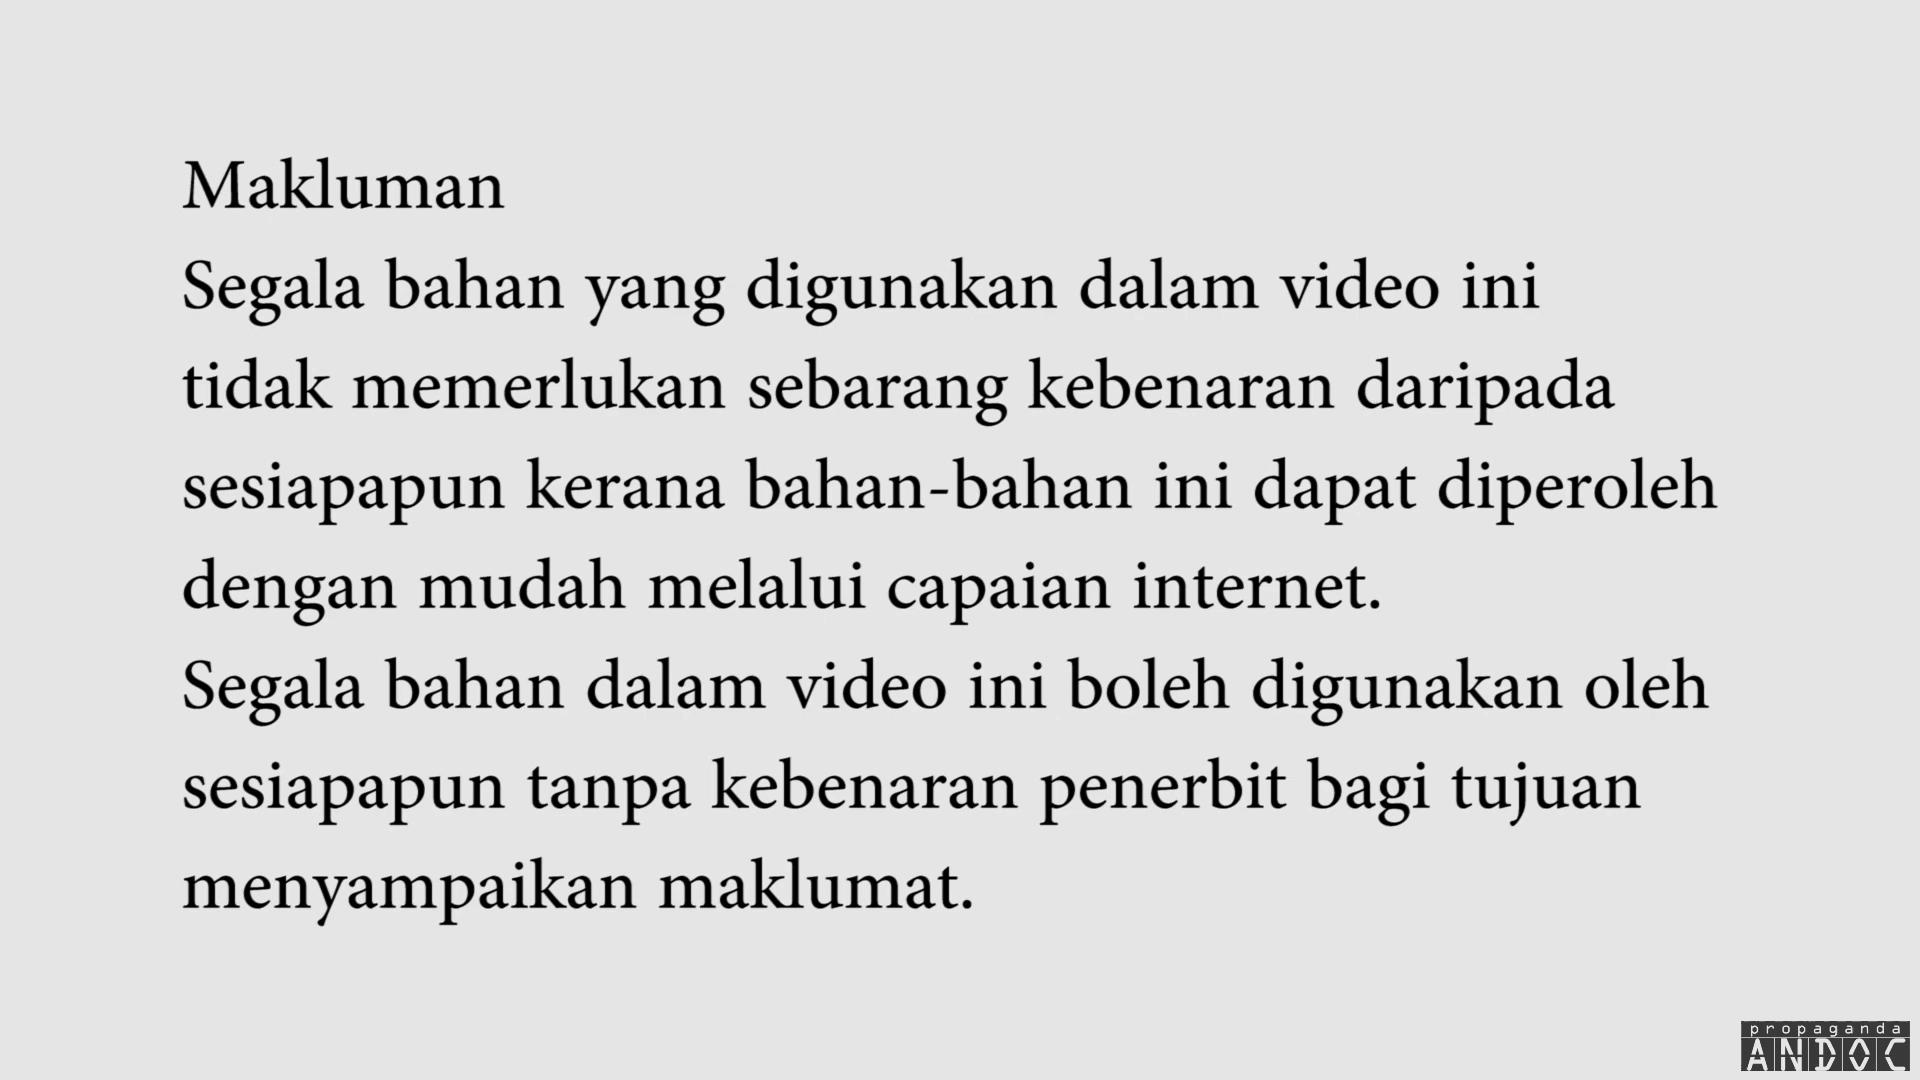 Makluman
Segala bahan yang digunakan dalam video ini
tidak memerlukan sebarang kebenaran daripada
sesiapapun kerana bahan-bahan ini dapat diperoleh
dengan mudah melalui capaian internet.
Segala bahan dalam video ini boleh digunakan oleh
sesiapapun tanpa kebenaran penerbit bagi tujuan
menyampaikan maklumat.
propaganda
ANDOC